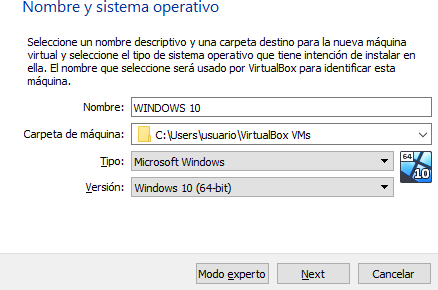 Nombre y sistema operativo
Seleccione un nombre descriptivo y una carpeta destino para la nueva máquina
virtual y seleccione el tipo de sistema operativo que tiene intención de instalar en
ella. El nombre que seleccione será usado por VirtualBox para identificar esta
máquina.
Nombre: WINDOWS 10
Carpeta de máquina: C:\Users\usuario\VirtualBox VMs
Tipo: Microsoft Windows
64
Versión: Windows 10 (64-bit)
10
Modo experto Next Cancelar